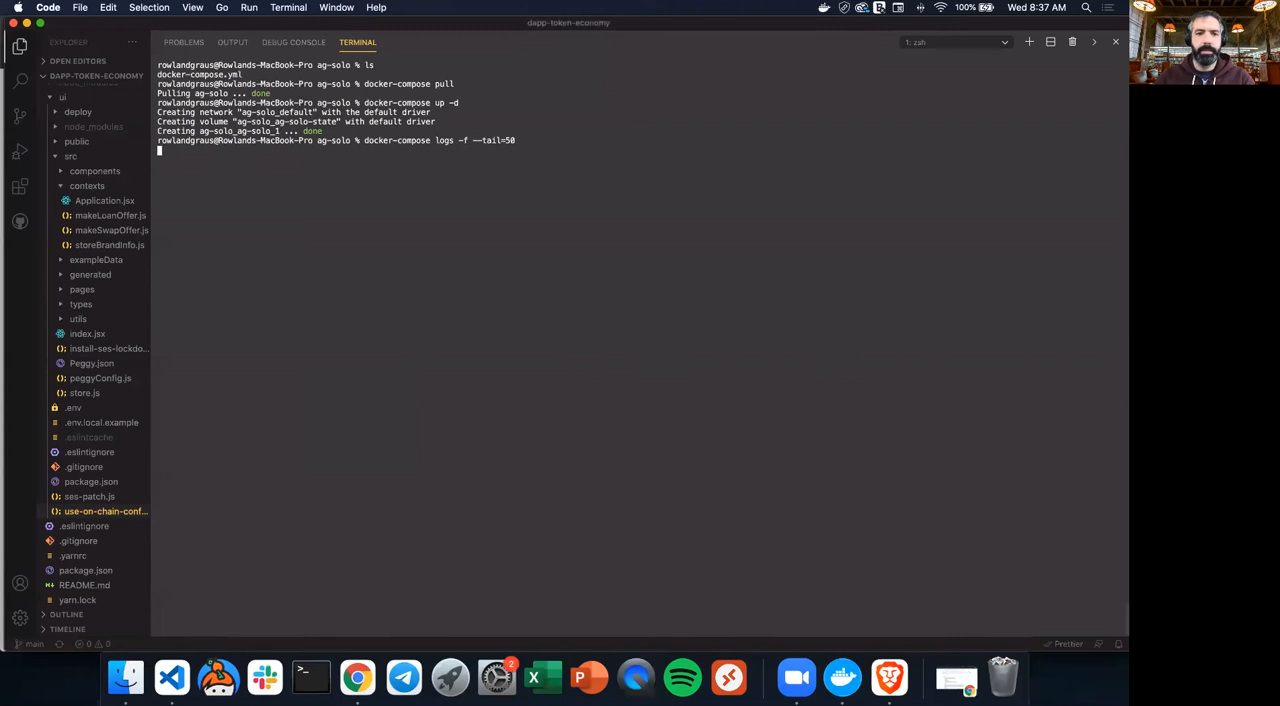 Code File Edit Selection View Go Run Terminal Window Help
100% Wed 8:37 AM
dapp-token-economy
EXPLORER
PROBLEMS OUTPUT DEBUG CONSOLE TERMINAL
1: zsh
OPEN EDITORS
DAPP-TOKEN-ECONOMY
node_modules
ui
deploy
node_modules
public
src
components
contexts
Application.jsx
makeLoanOffer.js
makeSwapOffer.js
storeBrandInfo.js
exampleData
generated
pages
types
utils
index.jsx
install-ses-lockdo...
Peggy.json
peggyConfig.js
store.js
.env
.env.local.example
.eslintcache
.eslintignore
.gitignore
package.json
ses-patch.js
use-on-chain-conf...
.eslintignore
.gitignore
.yarnrc
package.json
README.md
yarn.lock
OUTLINE
TIMELINE
rowlandgraus@Rowlands-MacBook-Pro ag-solo % ls
docker-compose.yml
rowlandgraus@Rowlands-MacBook-Pro ag-solo % docker-compose pull
Pulling ag-solo ... done
rowlandgraus@Rowlands-MacBook-Pro ag-solo % docker-compose up -d
Creating network "ag-solo_default" with the default driver
Creating volume "ag-solo_ag-solo-state" with default driver
Creating ag-solo_ag-solo_1 ... done
rowlandgraus@Rowlands-MacBook-Pro ag-solo % docker-compose logs -f --tail=50
main 0 0
Prettier
2